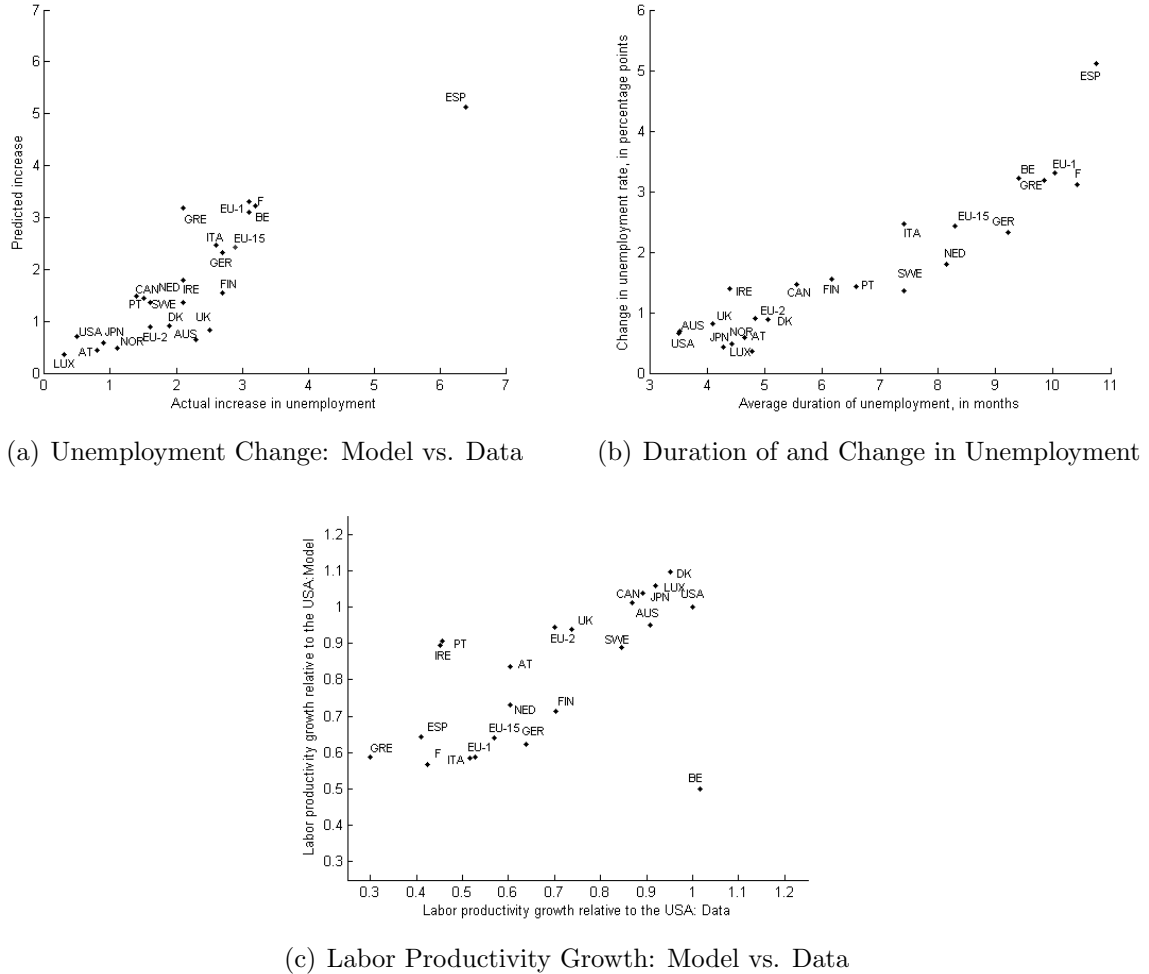 7
6
5
4
3
2
1
0
Predicted increase
ESP
F
EU-1
BE
GRE
ITA
EU-15
GER
CAN
NED
IRE
FIN
PT
SWE
DK
UK
USA
JPN
EU-2
AUS
NOR
AT
LUX
0 1 2 3 4 5 6 7
Actual increase in unemployment
(a) Unemployment Change: Model vs. Data
6
5
4
3
2
1
0
Change in unemployment rate, in percentage points
ESP
BE
EU-1
F
GRE
EU-15
ITA
GER
NED
SWE
IRE
CAN
FIN
PT
UK
EU-2
AUS
DK
USA
JPN
NOR
AT
LUX
3 4 5 6 7 8 9 10 11
Average duration of unemployment, in months
(b) Duration of and Change in Unemployment
1.2
1.1
1
0.9
0.8
0.7
0.6
0.5
0.4
0.3
Labor productivity growth relative to the USA:Model
DK
LUX
CAN
JPN
USA
AUS
UK
EU-2
SWE
PT
IRE
AT
FIN
NED
ESP
EU-15
GER
GRE
F
ITA
EU-1
BE
0.3 0.4 0.5 0.6 0.7 0.8 0.9 1 1.1 1.2
Labor productivity growth relative to the USA: Data
(c) Labor Productivity Growth: Model vs. Data